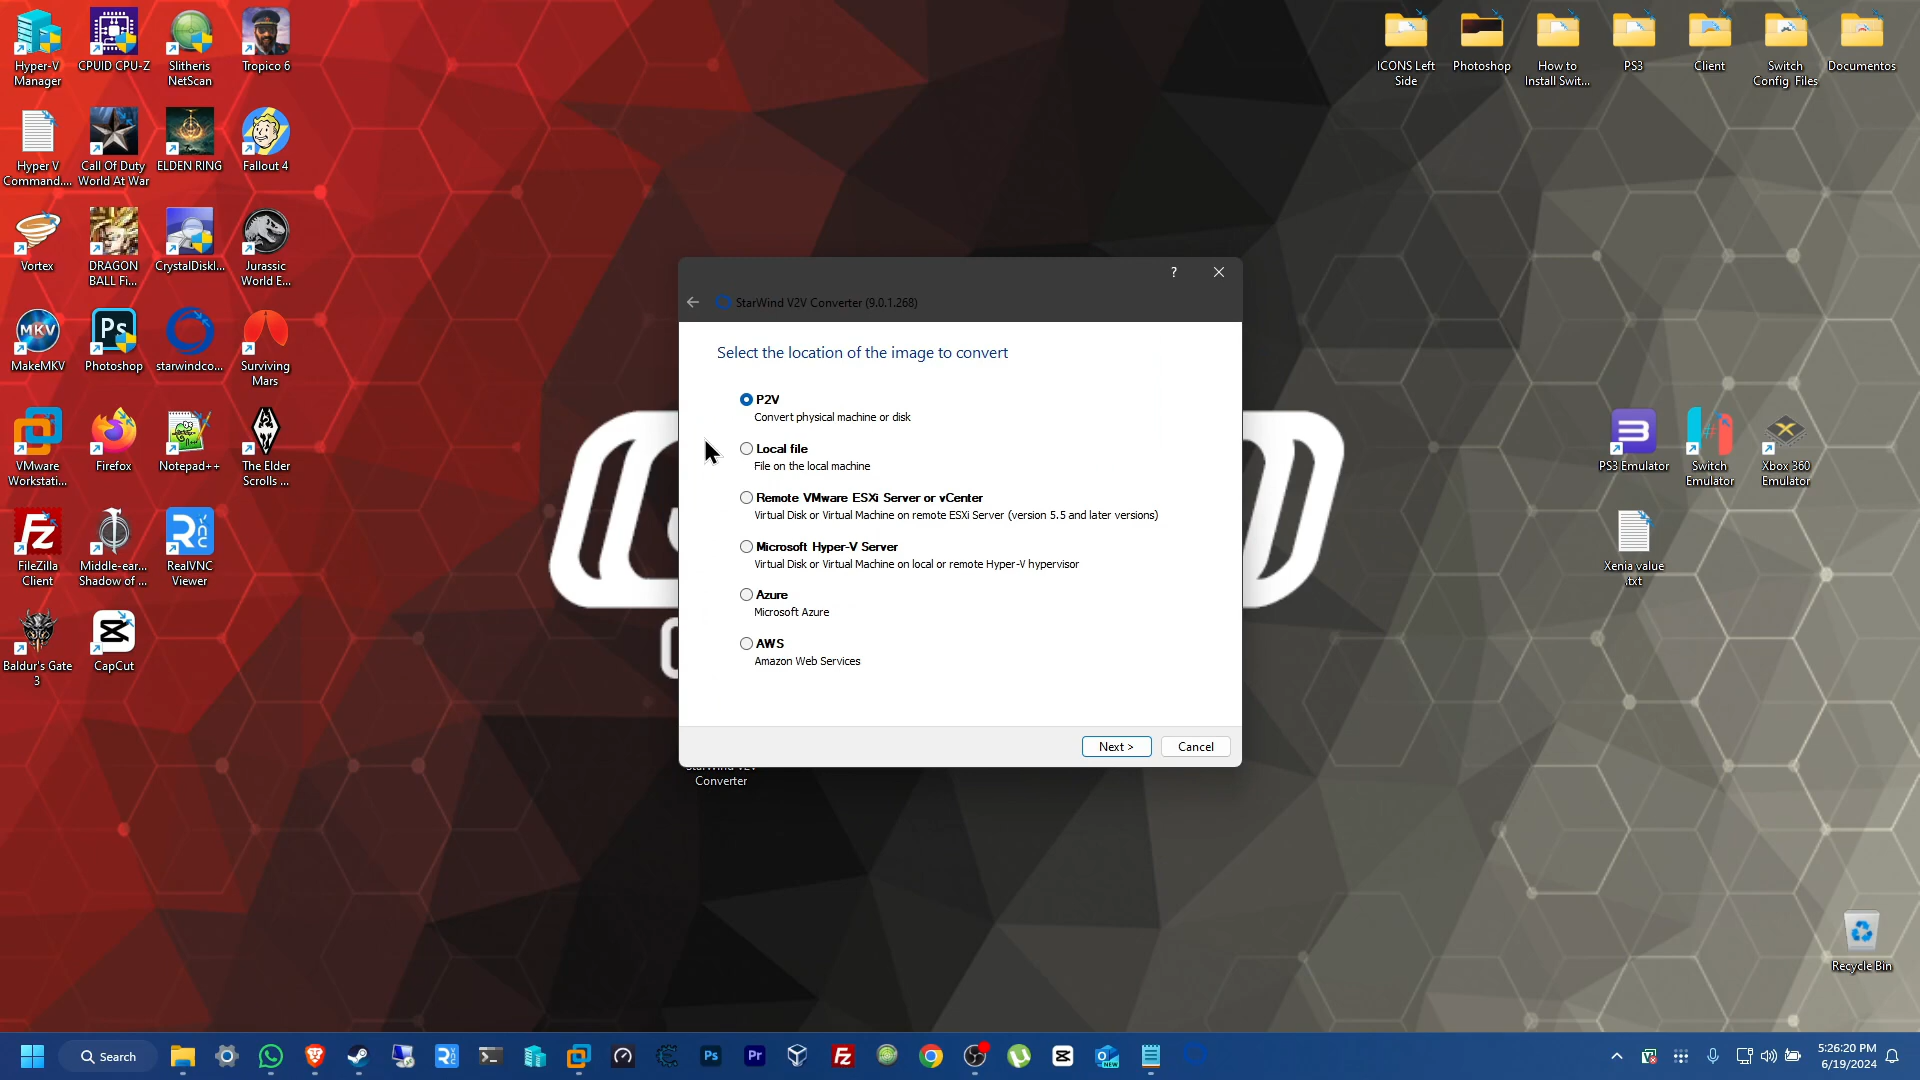 Hyper-V
Manager
CPUID CPU-Z
Slitheris
NetScan
Tropico 6
ICONS Left
Side
Photoshop
How to
Install Swit...
PS3
Client
Switch
Config Files
Documentos
Hyper V
Command....
Call Of Duty
World At War
ELDEN RING
Fallout 4
Vortex
DRAGON
BALL Fi...
CrystalDiskI...
Jurassic
World E...
? 
StarWind V2V Converter (9.0.1.268)
Select the location of the image to convert
P2V
Convert physical machine or disk
Local file
File on the local machine
Remote VMware ESXi Server or vCenter
Virtual Disk or Virtual Machine on remote ESXi Server (version 5.5 and later versions)
Microsoft Hyper-V Server
Virtual Disk or Virtual Machine on local or remote Hyper-V hypervisor
Azure
Microsoft Azure
AWS
Amazon Web Services
Next >
Cancel
MKV
MakeMKV
Ps
Photoshop
starwindco...
Surviving
Mars
VMware
Workstati...
Firefox
Notepad++
The Elder
Scrolls ...
PS3 Emulator
Switch
Emulator
Xbox 360
Emulator
Fz
FileZilla
Client
Middle-ear...
Shadow of ...
RealVNC
Viewer
Xenia value
.txt
Baldur's Gate
3
CapCut
Converter
Recycle Bin
Search
Ps
Pr
Fz
NEW
5:26:20 PM
6/19/2024